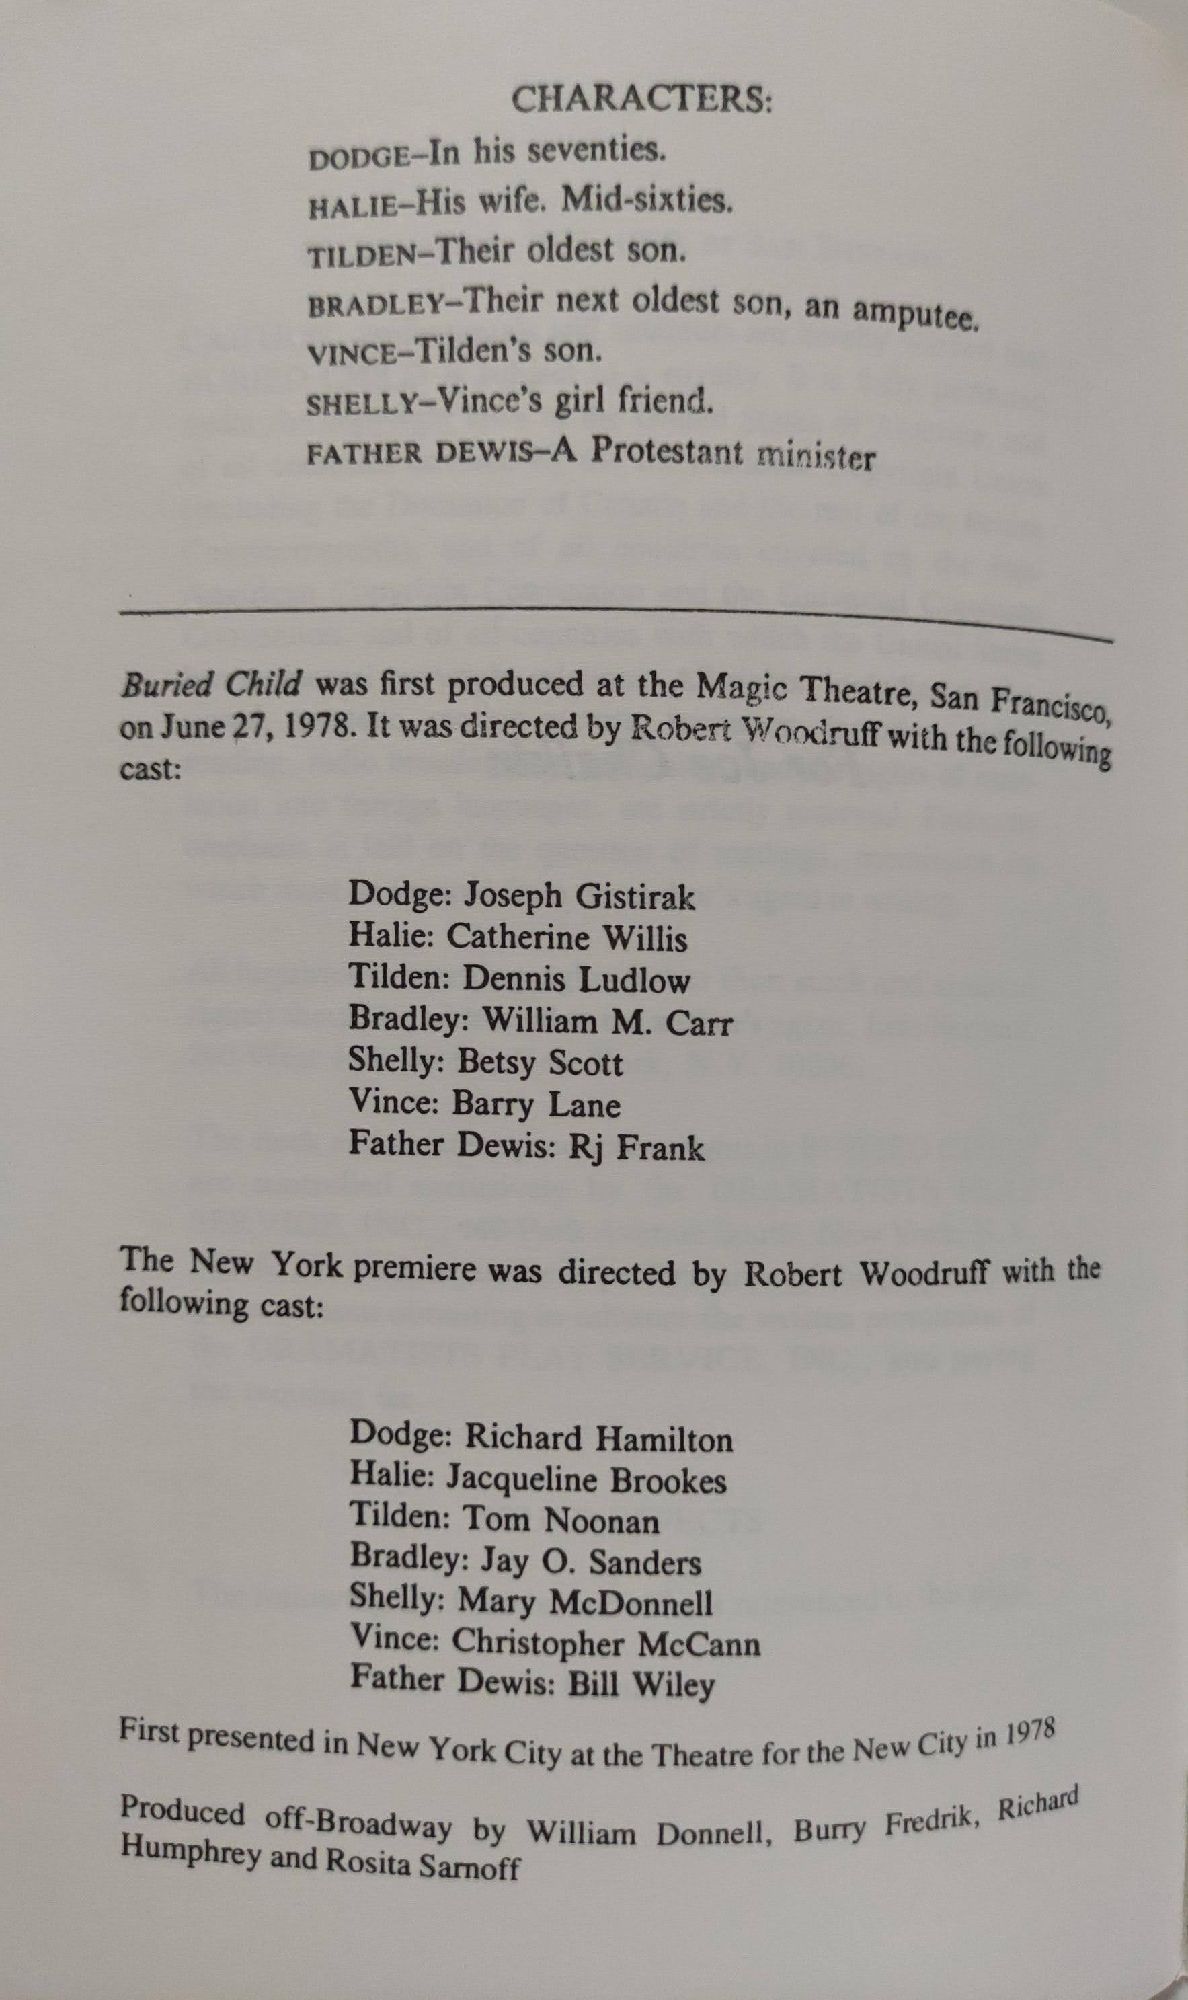 CHARACTERS:
DODGE–In his seventies.
HALIE–His wife. Mid-sixties.
TILDEN–Their oldest son.
BRADLEY–Their next oldest son, an amputee.
VINCE–Tilden's son.
SHELLY–Vince's girl friend.
FATHER DEWIS–A Protestant minister
Buried Child was first produced at the Magic Theatre, San Francisco,
on June 27, 1978. It was directed by Robert Woodruff with the following
cast:
Dodge: Joseph Gistirak
Halie: Catherine Willis
Tilden: Dennis Ludlow
Bradley: William M. Carr
Shelly: Betsy Scott
Vince: Barry Lane
Father Dewis: Rj Frank
The New York premiere was directed by Robert Woodruff with the
following cast:
Dodge: Richard Hamilton
Halie: Jacqueline Brookes
Tilden: Tom Noonan
Bradley: Jay O. Sanders
Shelly: Mary McDonnell
Vince: Christopher McCann
Father Dewis: Bill Wiley
First presented in New York City at the Theatre for the New City in 1978
Produced off-Broadway by William Donnell, Burry Fredrik, Richard
Humphrey and Rosita Sarnoff